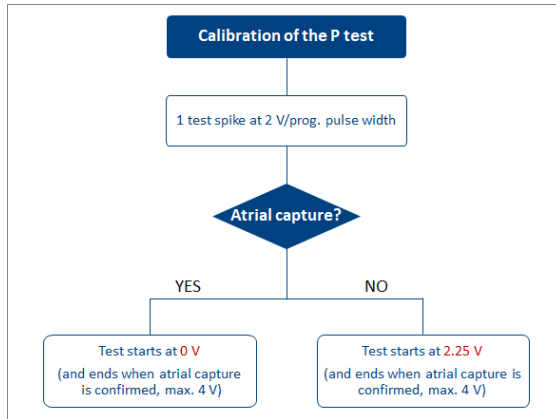 Calibration of the P test
1 test spike at 2 V/prog. pulse width
Atrial capture?
YES
NO
Test starts at 0 V
(and ends when atrial capture
is confirmed, max. 4 V)
Test starts at 2.25 V
(and ends when atrial capture is
confirmed, max. 4 V)